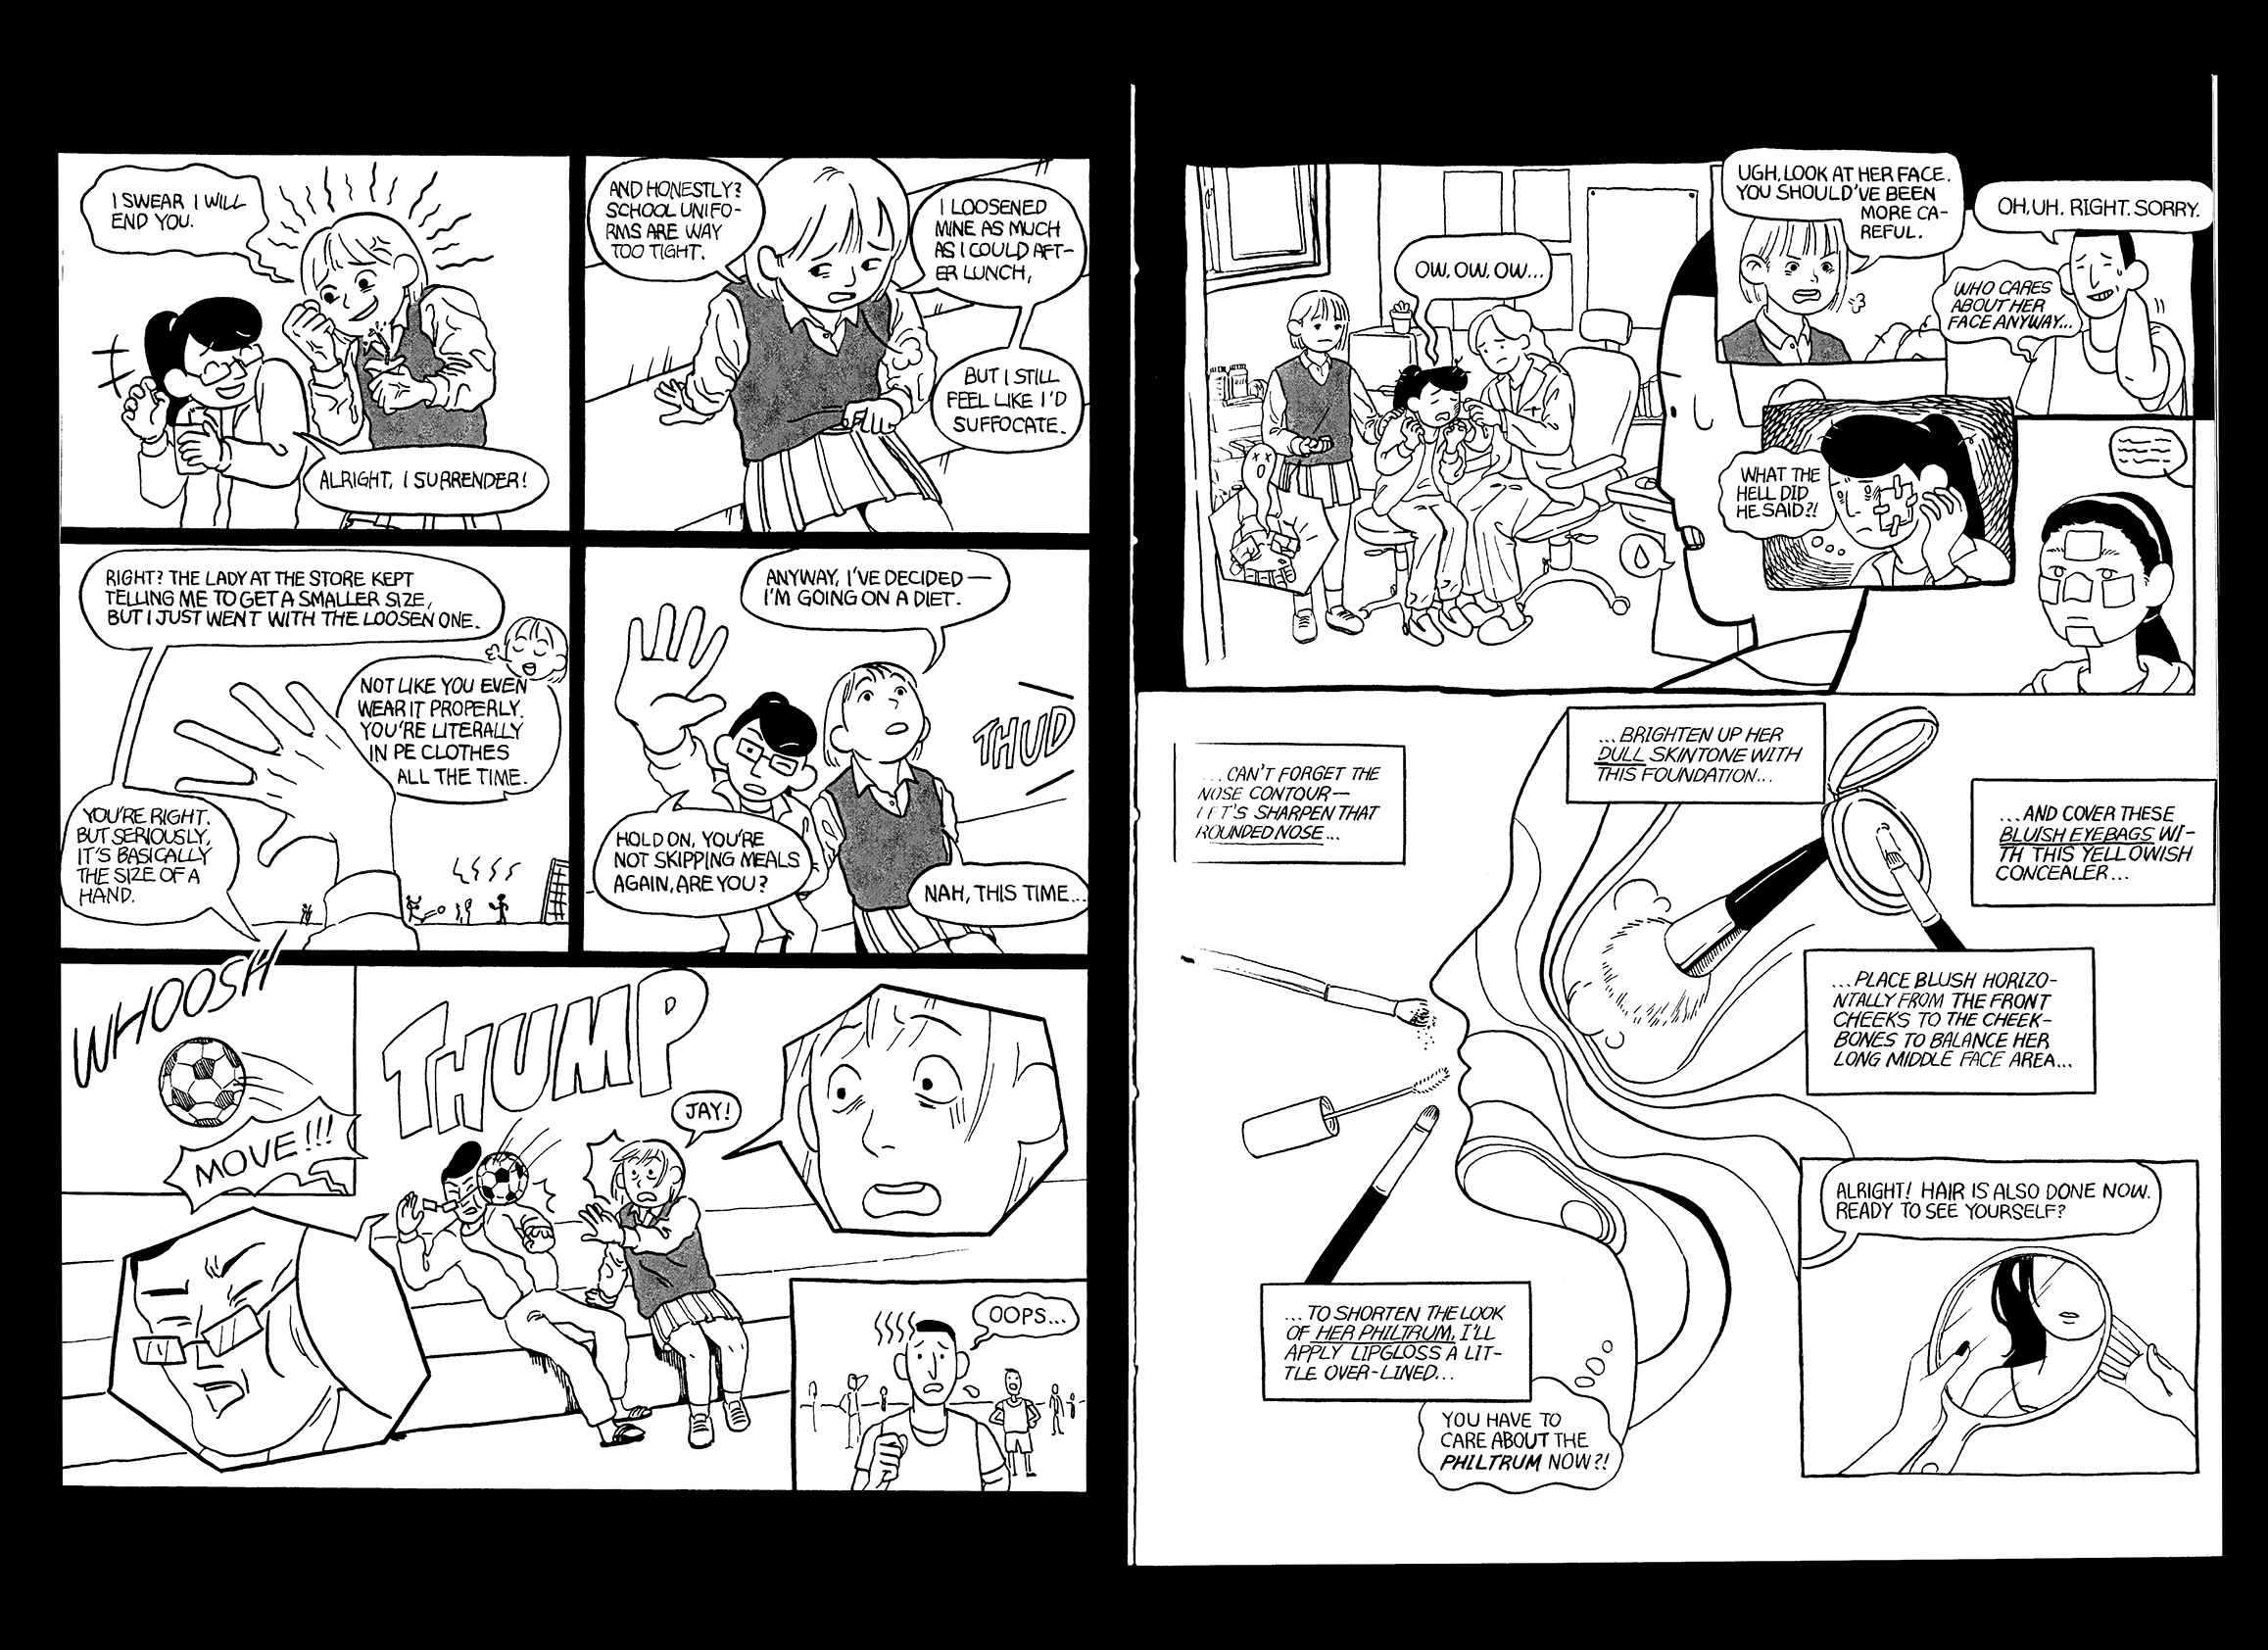 I SWEAR I WILL
END YOU.
ALRIGHT, I SURRENDER!
AND HONESTLY?
SCHOOL UNIFO-
RMS ARE WAY
TOO TIGHT.
I LOOSENED
MINE AS MUCH
AS I COULD AFT-
ER LUNCH,
BUT I STILL
FEEL LIKE I'D
SUFFOCATE.
RIGHT? THE LADY AT THE STORE KEPT
TELLING ME TO GET A SMALLER SIZE,
BUT I JUST WENT WITH THE LOOSEN ONE.
NOT LIKE YOU EVEN
WEAR IT PROPERLY.
YOU'RE LITERALLY
IN PE CLOTHES
ALL THE TIME.
YOU'RE RIGHT.
BUT SERIOUSLY,
IT'S BASICALLY
THE SIZE OF A
HAND.
ANYWAY, I'VE DECIDED—
I'M GOING ON A DIET.
THUD
HOLD ON, YOU'RE
NOT SKIPPING MEALS
AGAIN, ARE YOU?
NAH, THIS TIME...
WHOOSH
MOVE!!!
THUMP
JAY!
OOPS...
OW, OW, OW...
UGH, LOOK AT HER FACE.
YOU SHOULD'VE BEEN
MORE CA-
REFUL.
OH, UH. RIGHT. SORRY.
WHO CARES
ABOUT HER
FACE ANYWAY...
WHAT THE
HELL DID
HE SAID?!
...CAN'T FORGET THE
NOSE CONTOUR—
LET'S SHARPEN THAT
ROUNDED NOSE...
...BRIGHTEN UP HER
DULL SKINTONE WITH
THIS FOUNDATION...
...AND COVER THESE
BLUISH EYEBAGS WI-
TH THIS YELLOWISH
CONCEALER...
...PLACE BLUSH HORIZO-
NTALLY FROM THE FRONT
CHEEKS TO THE CHEEK-
BONES TO BALANCE HER
LONG MIDDLE FACE AREA...
...TO SHORTEN THE LOOK
OF HER PHILTRUM, I'LL
APPLY LIPGLOSS A LIT-
TLE OVER-LINED...
YOU HAVE TO
CARE ABOUT THE
PHILTRUM NOW?!
ALRIGHT! HAIR IS ALSO DONE NOW.
READY TO SEE YOURSELF?